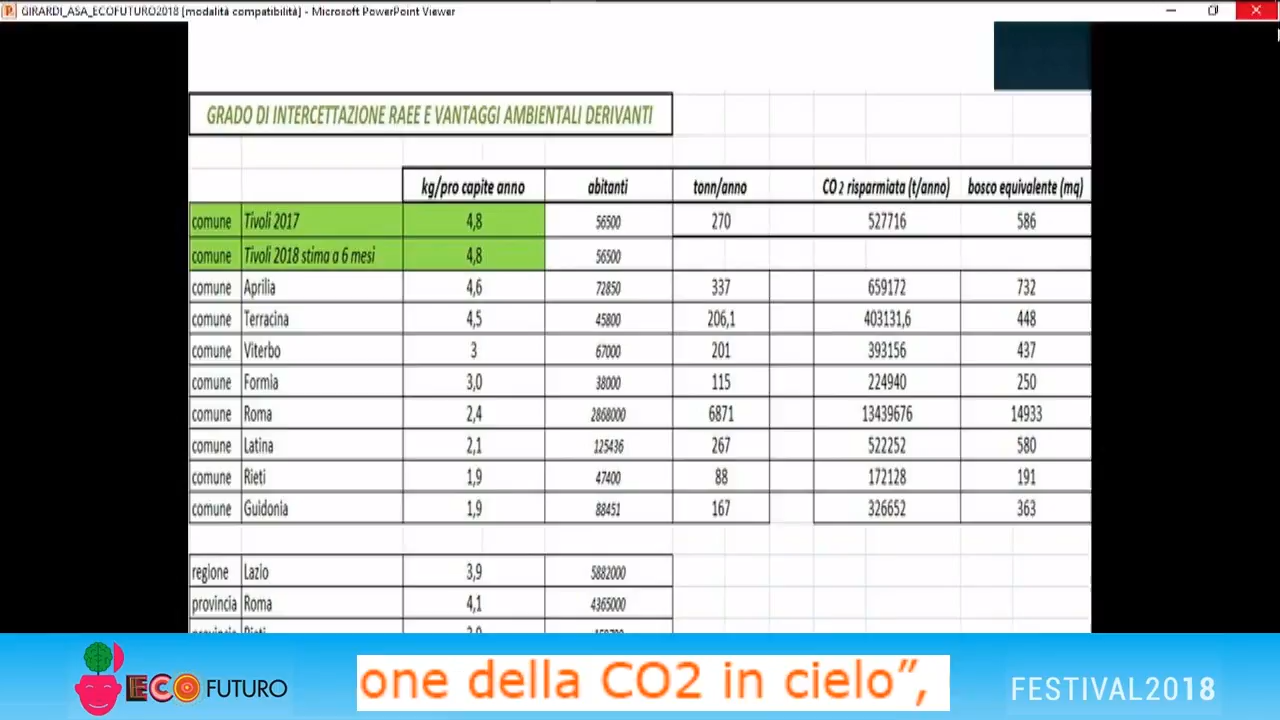 GIRARDI_ASA_ECOFUTURO2018 [modalità compatibilità] - Microsoft PowerPoint Viewer
GRADO DI INTERCETTAZIONE RAEE E VANTAGGI AMBIENTALI DERIVANTI
kg/pro capite anno abitanti tonn/anno CO2 risparmiata (t/anno) bosco equivalente (mq)
comune Tivoli 2017 4,8 56500 270 527716 586
comune Tivoli 2018 stima a 6 mesi 4,8 56500
comune Aprilia 4,6 72850 337 659172 732
comune Terracina 4,5 45800 206,1 403131,6 448
comune Viterbo 3 67000 201 393156 437
comune Formia 3,0 38000 115 224940 250
comune Roma 2,4 2868000 6871 13439676 14933
comune Latina 2,1 125436 267 522252 580
comune Rieti 1,9 47400 88 172128 191
comune Guidonia 1,9 88451 167 326652 363
regione Lazio 3,9 5882000
provincia Roma 4,1 4365000
ECO FUTURO
one della CO2 in cielo”,
FESTIVAL2018